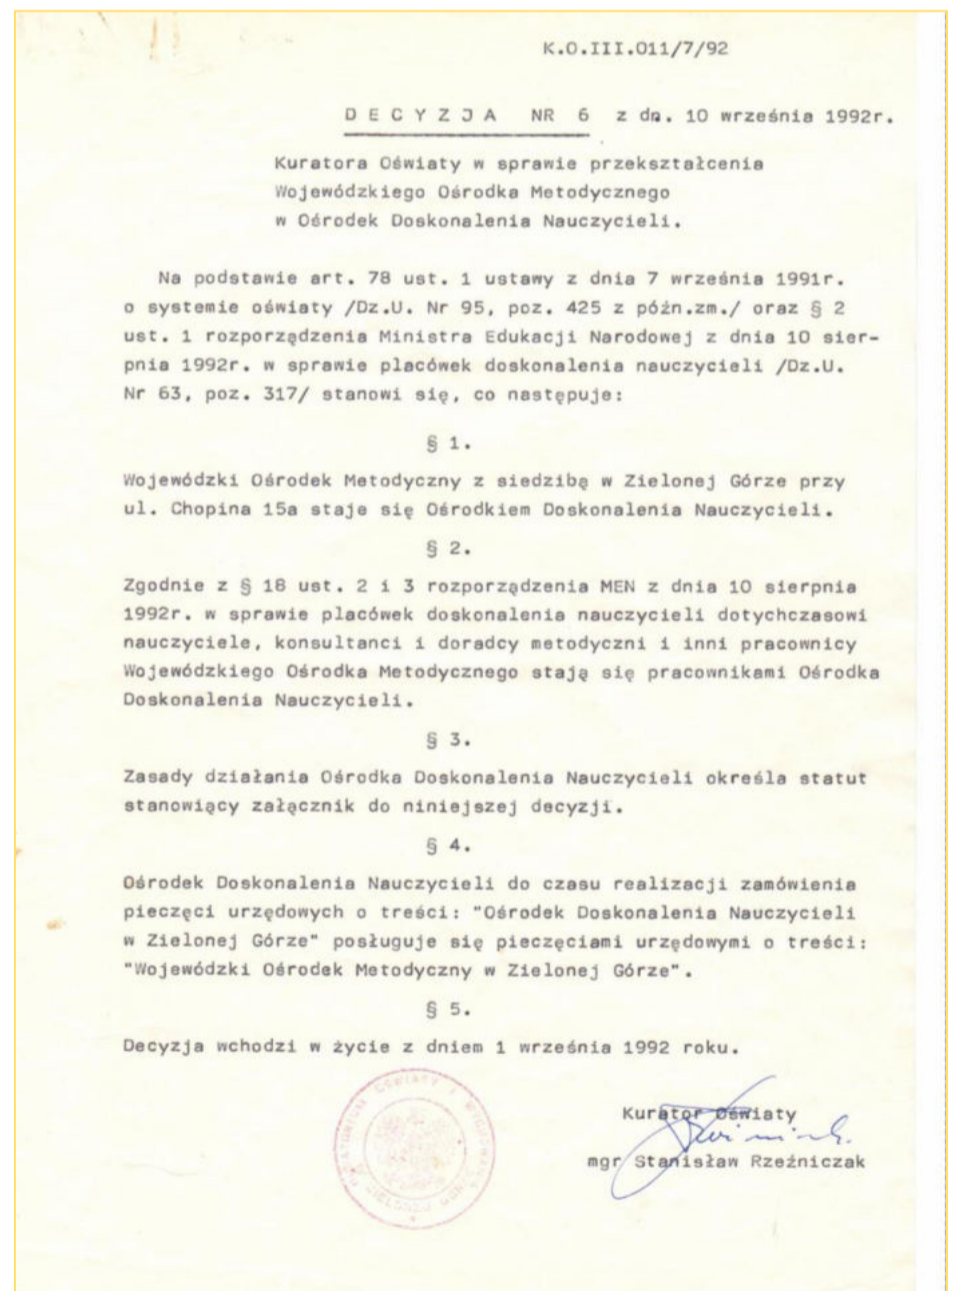 K.O.III.011/7/92
D E C Y Z J A NR 6 z dn. 10 września 1992r.
Kuratora Oświaty w sprawie przekształcenia
Wojewódzkiego Ośrodka Metodycznego
w Ośrodek Doskonalenia Nauczycieli.
Na podstawie art. 78 ust. 1 ustawy z dnia 7 września 1991r.
o systemie oświaty /Dz.U. Nr 95, poz. 425 z późn.zm./ oraz § 2
ust. 1 rozporządzenia Ministra Edukacji Narodowej z dnia 10 sier-
pnia 1992r. w sprawie placówek doskonalenia nauczycieli /Dz.U.
Nr 63, poz. 317/ stanowi się, co następuje:
§ 1.
Wojewódzki Ośrodek Metodyczny z siedzibą w Zielonej Górze przy
ul. Chopina 15a staje się Ośrodkiem Doskonalenia Nauczycieli.
§ 2.
Zgodnie z § 18 ust. 2 i 3 rozporządzenia MEN z dnia 10 sierpnia
1992r. w sprawie placówek doskonalenia nauczycieli dotychczasowi
nauczyciele, konsultanci i doradcy metodyczni i inni pracownicy
Wojewódzkiego Ośrodka Metodycznego stają się pracownikami Ośrodka
Doskonalenia Nauczycieli.
§ 3.
Zasady działania Ośrodka Doskonalenia Nauczycieli określa statut
stanowiący załącznik do niniejszej decyzji.
§ 4.
Ośrodek Doskonalenia Nauczycieli do czasu realizacji zamówienia
pieczęci urzędowych o treści: "Ośrodek Doskonalenia Nauczycieli
w Zielonej Górze" posługuje się pieczęciami urzędowymi o treści:
"Wojewódzki Ośrodek Metodyczny w Zielonej Górze".
§ 5.
Decyzja wchodzi w życie z dniem 1 września 1992 roku.
Kurator Oświaty
mgr Stanisław Rzeźniczak